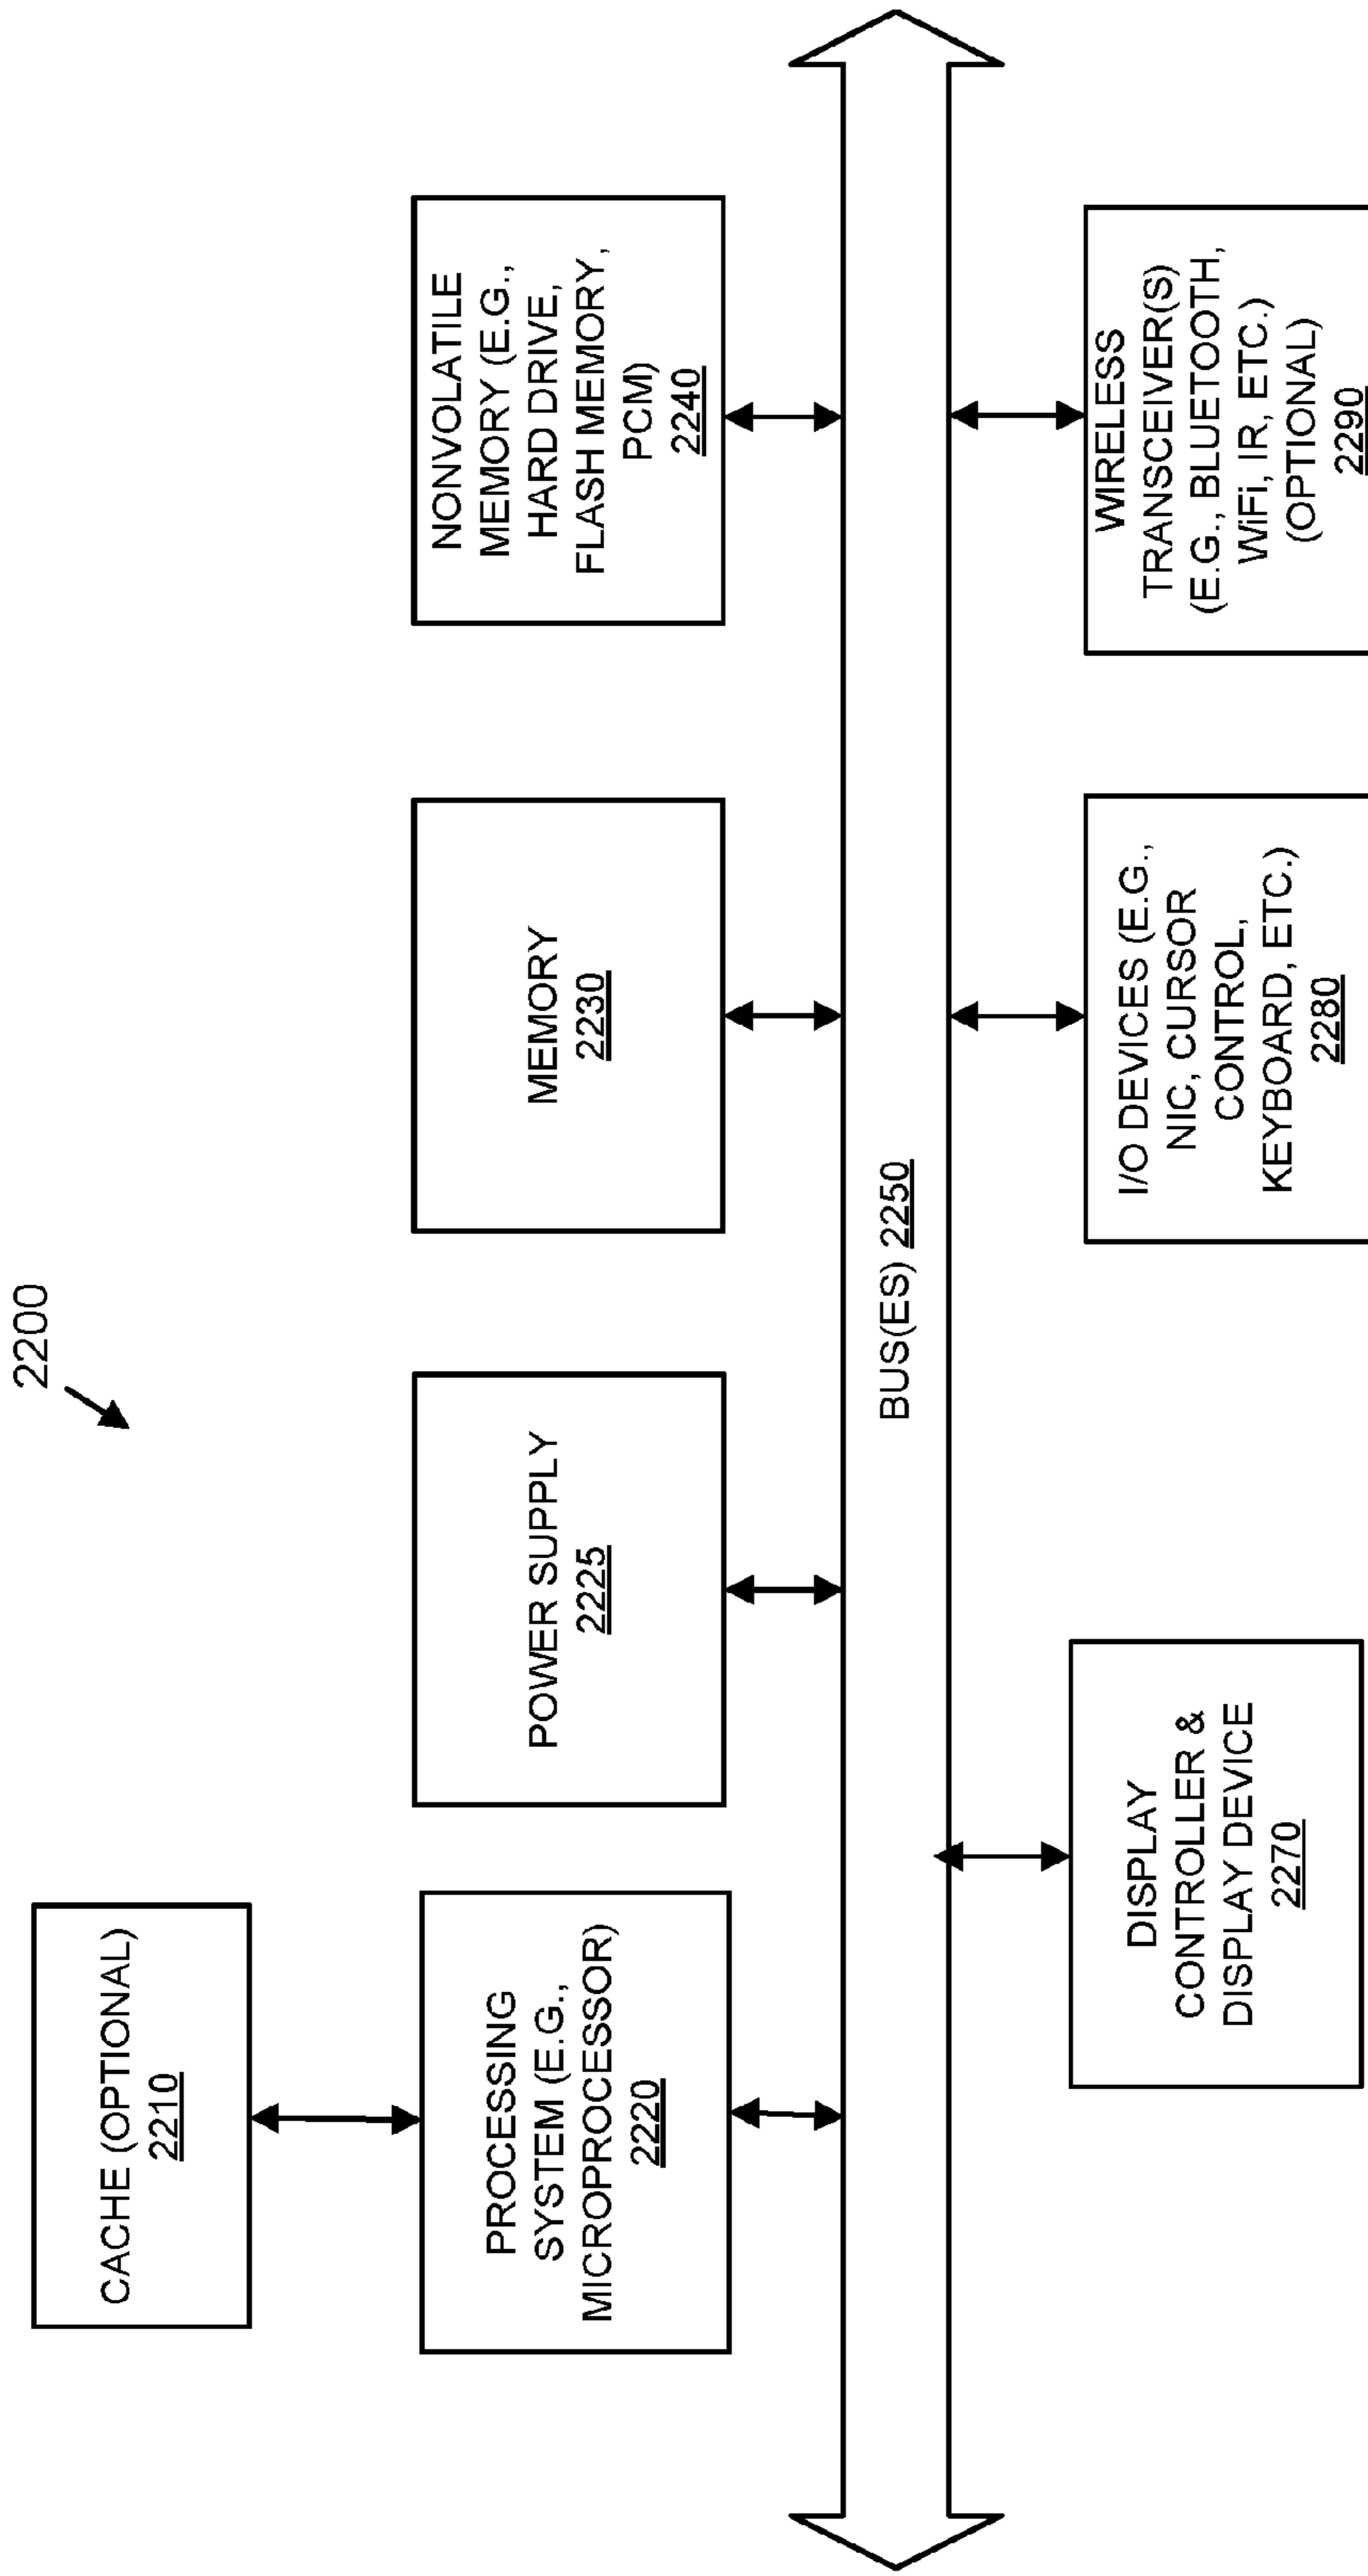 2200
CACHE (OPTIONAL)
2210
PROCESSING
SYSTEM (E.G.,
MICROPROCESSOR)
2220
POWER SUPPLY
2225
MEMORY
2230
NONVOLATILE
MEMORY (E.G.,
HARD DRIVE,
FLASH MEMORY,
PCM)
2240
BUS(ES) 2250
DISPLAY
CONTROLLER &
DISPLAY DEVICE
2270
I/O DEVICES (E.G.,
NIC, CURSOR
CONTROL,
KEYBOARD, ETC.)
2280
WIRELESS
TRANSCEIVER(S)
(E.G., BLUETOOTH,
WiFi, IR, ETC.)
(OPTIONAL)
2290